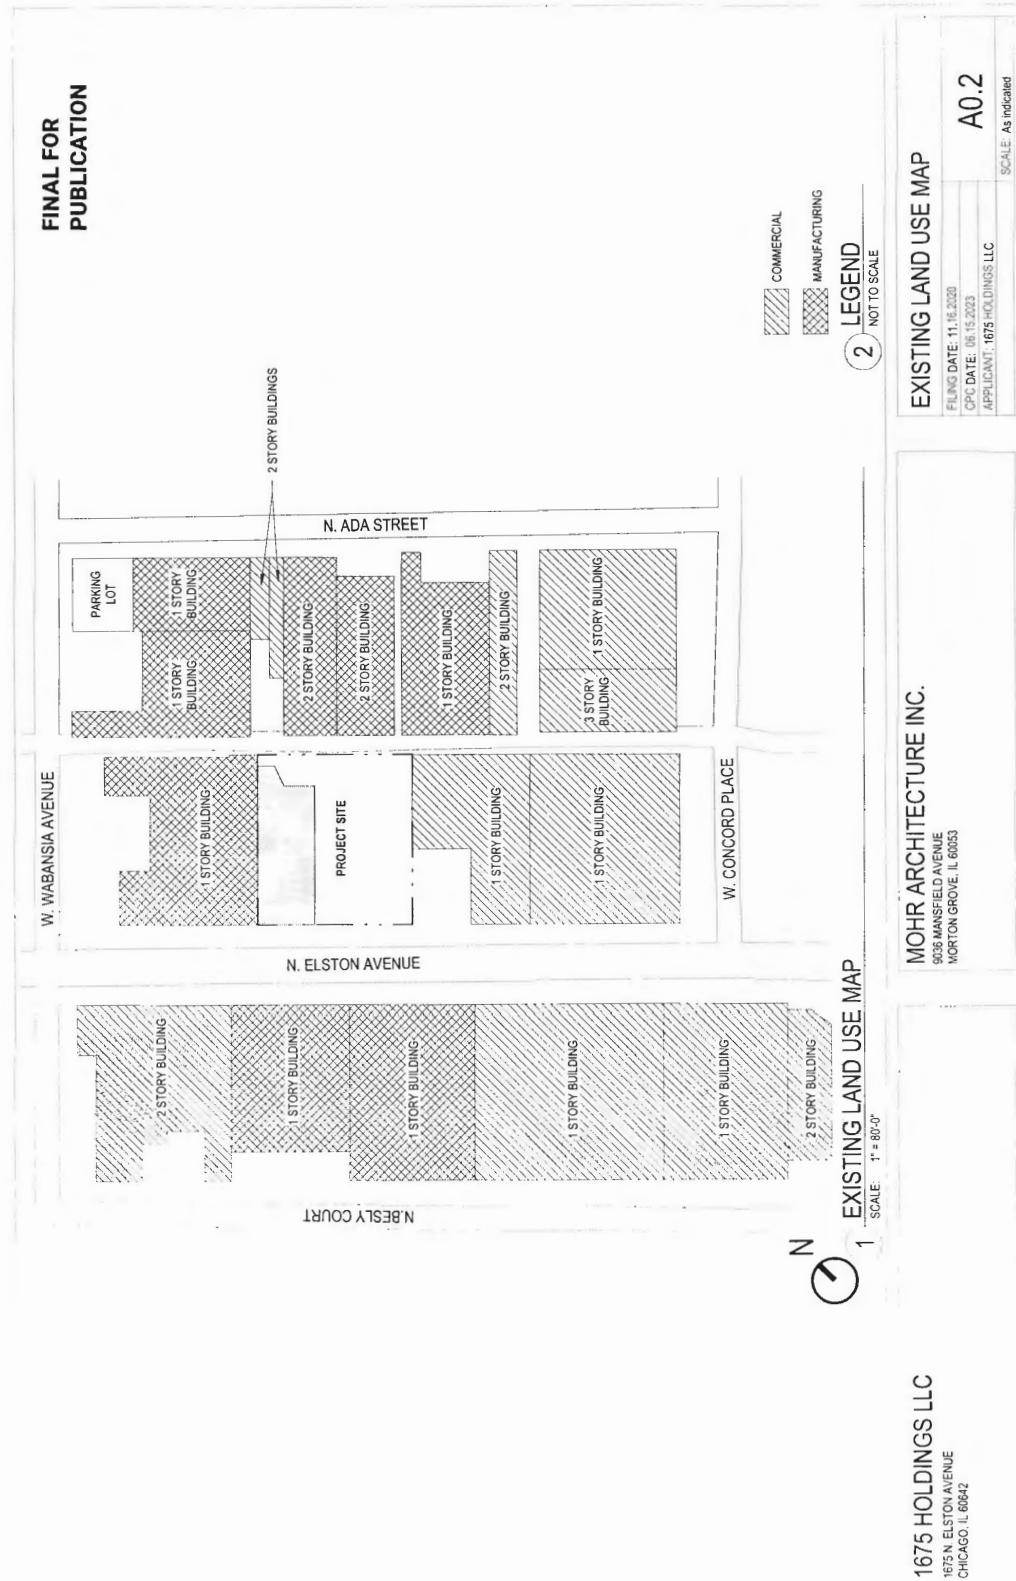 FINAL FOR
PUBLICATION
W. WABANSIA AVENUE
N. ADA STREET
N. ELSTON AVENUE
N.BESLY COURT
W. CONCORD PLACE
PARKING
LOT
1 STORY
BUILDING
1 STORY
BUILDING
2 STORY BUILDINGS
2 STORY BUILDING
2 STORY BUILDING
1 STORY BUILDING
2 STORY BUILDING
1 STORY BUILDING
3 STORY
BUILDING
1 STORY BUILDING
PROJECT SITE
1 STORY BUILDING
1 STORY BUILDING
2 STORY BUILDING
1 STORY BUILDING
1 STORY BUILDING
1 STORY BUILDING
1 STORY BUILDING
2 STORY BUILDING
COMMERCIAL
MANUFACTURING
2 LEGEND
NOT TO SCALE
N
1 EXISTING LAND USE MAP
SCALE: 1" = 80'-0"
1675 HOLDINGS LLC
1675 N. ELSTON AVENUE
CHICAGO, IL 60642
MOHR ARCHITECTURE INC.
9036 MANSFIELD AVENUE
MORTON GROVE, IL 60053
EXISTING LAND USE MAP
FILING DATE: 11.16.2020
CPC DATE: 06.15.2023
APPLICANT: 1675 HOLDINGS LLC
A0.2
SCALE: As indicated